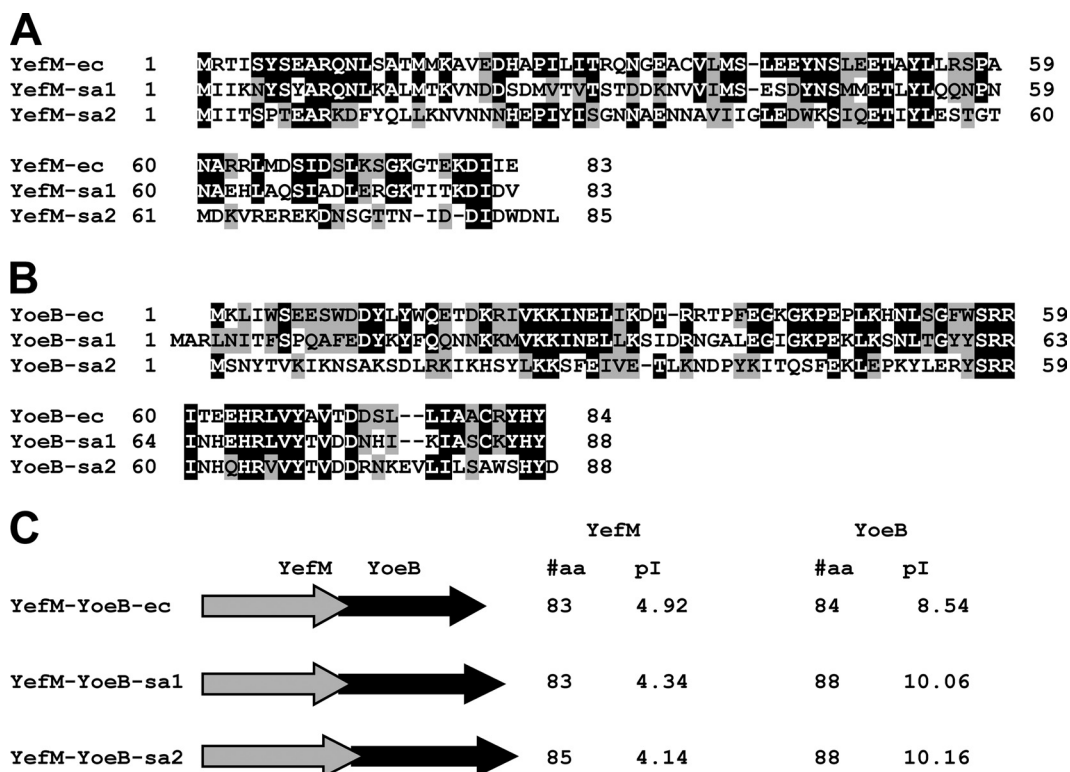 A
YefM-ec 1 MRTISYSEARQNLSATMMKAVEDHAPILITRQNGEACVLMS-LEEYNSLEETAYLLRSPA 59
YefM-sa1 1 MIIKNYSYARQNLKALMTKVNDDSDMVTVTSTDDKNVVIMS-ESDYNSMMETLYLQQNPN 59
YefM-sa2 1 MIITSPTEARKDFYQLLKNVNNNHEPIYISGNNAENNAVIIGLEDWKSIQETIYLESTGT 60
YefM-ec 60 NARRLMDSIDSLKSGKGTEKDIIE 83
YefM-sa1 60 NAEHLAQSIADLERGKTITKDIDV 83
YefM-sa2 61 MDKVREREKDNSGTTN-ID-DIDWDNL 85
B
YoeB-ec 1 MKLIWSEESWDDYLYWQETDKRIVKKINELIKDT-RRTPFEGKGKPEPLKHNLSGFWSRR 59
YoeB-sa1 1 MARLNITFSPQAFEDYKYFQQNNKKMVKKINELLKSIDRNGALEGIGKPEKLKSNLTGYYSRR 63
YoeB-sa2 1 MSNYTVKIKNSAKSDLRKIKHSYLKKSFEIVE-TLKNDPYKITQSFEKLEPKYLERYSRR 59
YoeB-ec 60 ITEEHRLVYAVTDDSL--LIAACRYHY 84
YoeB-sa1 64 INHEHRLVYTVDDNHI--KIASCKYHY 88
YoeB-sa2 60 INHQHRVVYTVDDRNKEVLILSAWSHYD 88
C
YefM YoeB
YefM YoeB #aa pI #aa pI
YefM-YoeB-ec 83 4.92 84 8.54
YefM-YoeB-sa1 83 4.34 88 10.06
YefM-YoeB-sa2 85 4.14 88 10.16